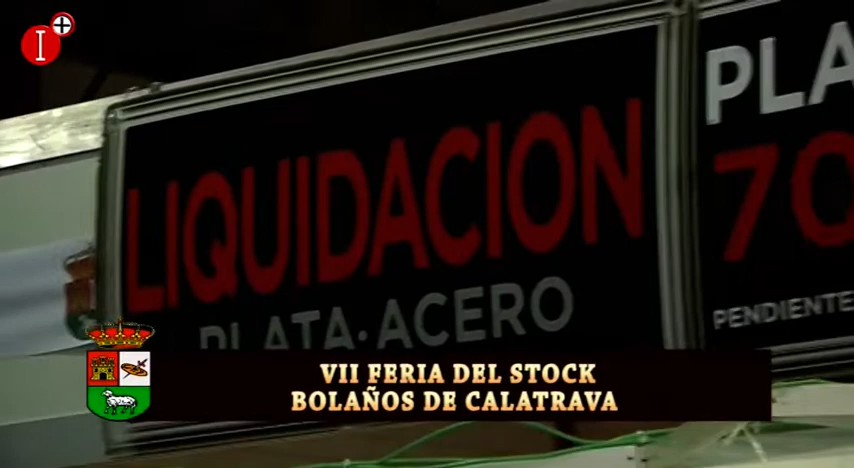 I+
LIQUIDACION
PLATA·ACERO
PLA
70
PENDIENTE
VII FERIA DEL STOCK
BOLAÑOS DE CALATRAVA